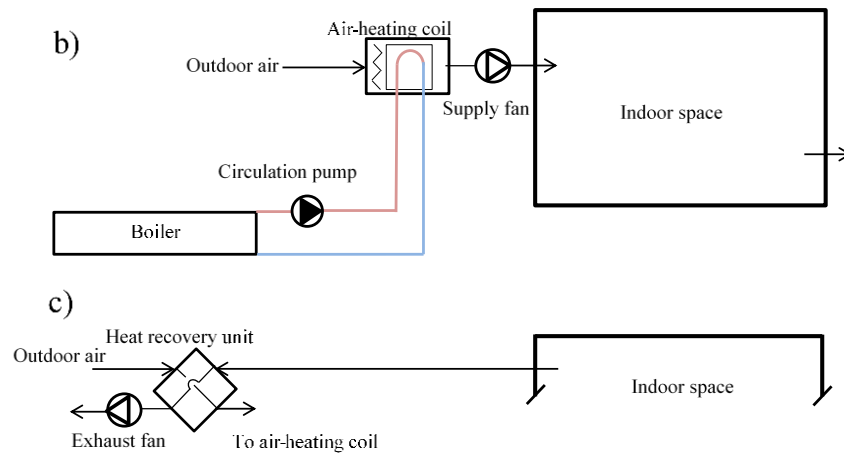 b)
Air-heating coil
Outdoor air
Supply fan
Indoor space
Circulation pump
Boiler
c)
Heat recovery unit
Outdoor air
Indoor space
Exhaust fan
To air-heating coil